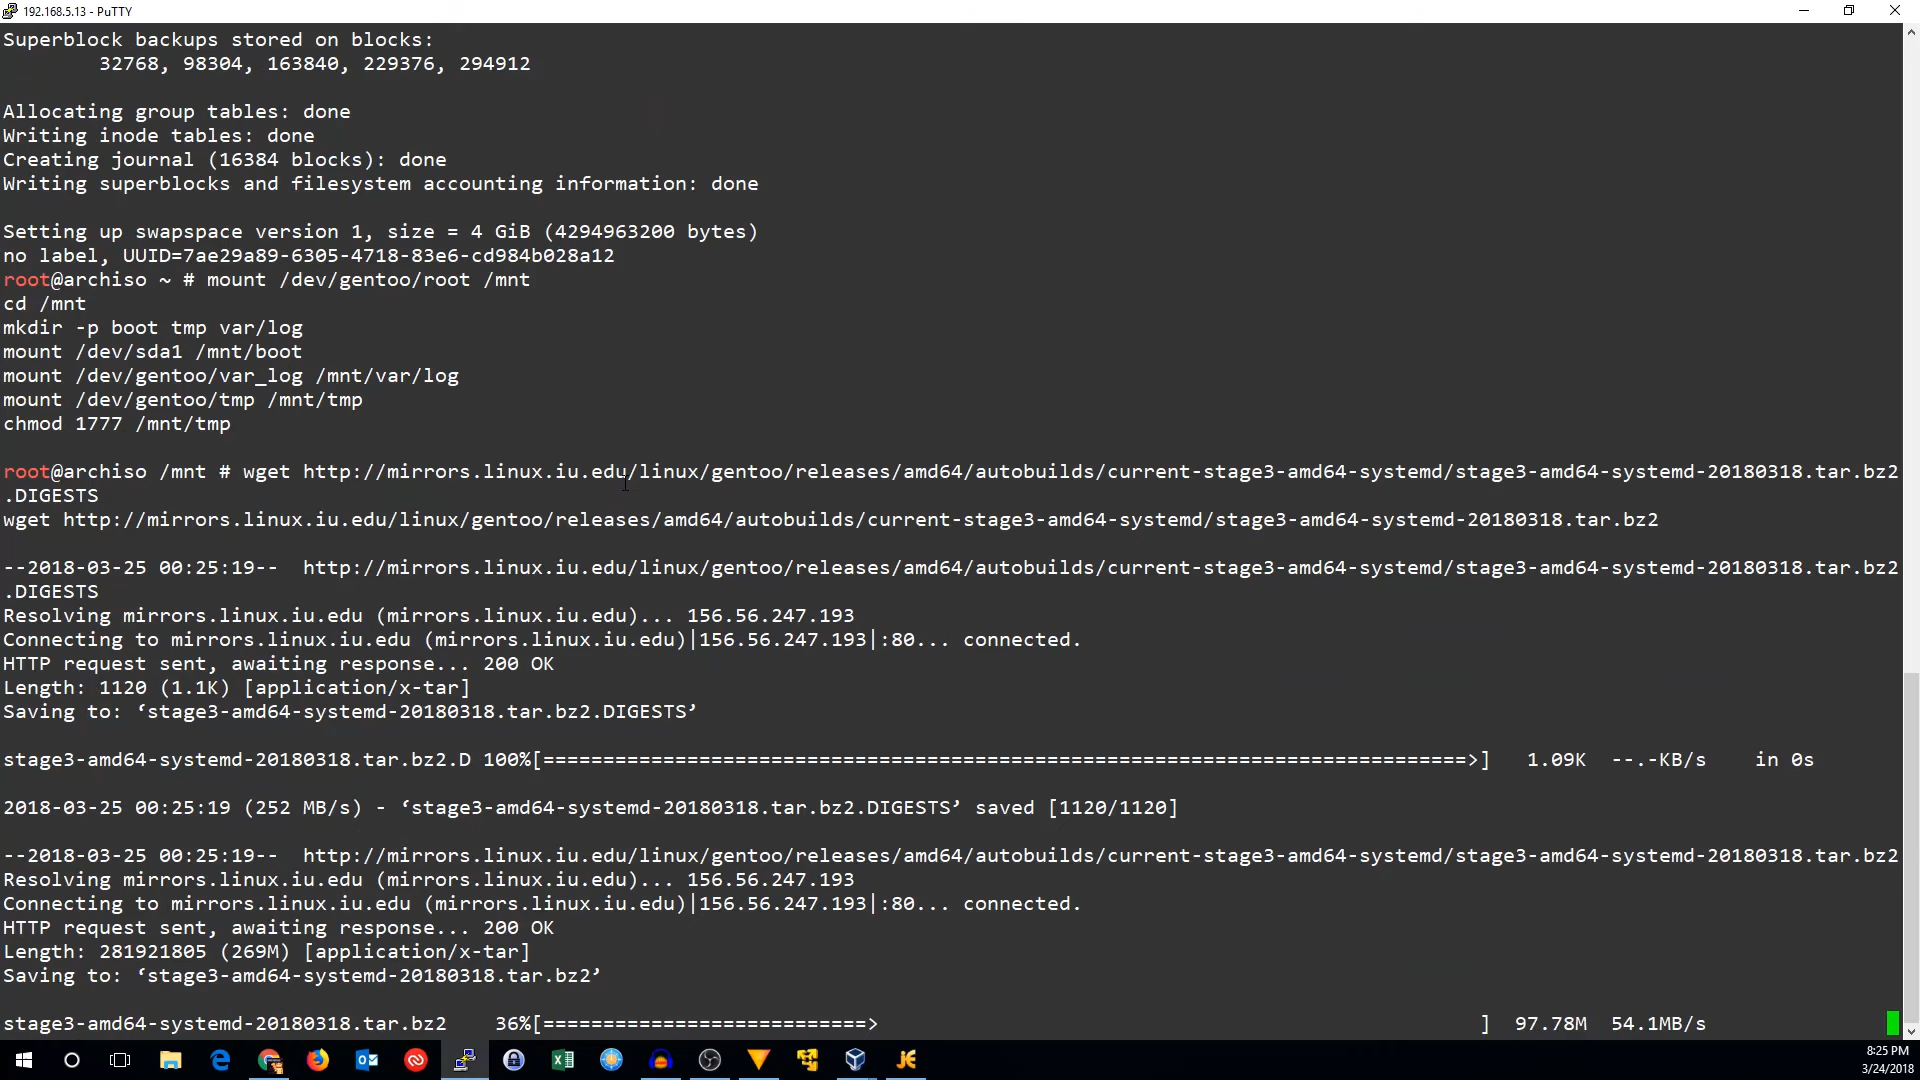 192.168.5.13 - PuTTY
Superblock backups stored on blocks:
        32768, 98304, 163840, 229376, 294912
Allocating group tables: done
Writing inode tables: done
Creating journal (16384 blocks): done
Writing superblocks and filesystem accounting information: done
Setting up swapspace version 1, size = 4 GiB (4294963200 bytes)
no label, UUID=7ae29a89-6305-4718-83e6-cd984b028a12
root@archiso ~ # mount /dev/gentoo/root /mnt
cd /mnt
mkdir -p boot tmp var/log
mount /dev/sda1 /mnt/boot
mount /dev/gentoo/var_log /mnt/var/log
mount /dev/gentoo/tmp /mnt/tmp
chmod 1777 /mnt/tmp
root@archiso /mnt # wget http://mirrors.linux.iu.edu/linux/gentoo/releases/amd64/autobuilds/current-stage3-amd64-systemd/stage3-amd64-systemd-20180318.tar.bz2
.DIGESTS
wget http://mirrors.linux.iu.edu/linux/gentoo/releases/amd64/autobuilds/current-stage3-amd64-systemd/stage3-amd64-systemd-20180318.tar.bz2
--2018-03-25 00:25:19--  http://mirrors.linux.iu.edu/linux/gentoo/releases/amd64/autobuilds/current-stage3-amd64-systemd/stage3-amd64-systemd-20180318.tar.bz2
.DIGESTS
Resolving mirrors.linux.iu.edu (mirrors.linux.iu.edu)... 156.56.247.193
Connecting to mirrors.linux.iu.edu (mirrors.linux.iu.edu)|156.56.247.193|:80... connected.
HTTP request sent, awaiting response... 200 OK
Length: 1120 (1.1K) [application/x-tar]
Saving to: ‘stage3-amd64-systemd-20180318.tar.bz2.DIGESTS’
stage3-amd64-systemd-20180318.tar.bz2.D 100%[=============================================================================>]   1.09K  --.-KB/s    in 0s
2018-03-25 00:25:19 (252 MB/s) - ‘stage3-amd64-systemd-20180318.tar.bz2.DIGESTS’ saved [1120/1120]
--2018-03-25 00:25:19--  http://mirrors.linux.iu.edu/linux/gentoo/releases/amd64/autobuilds/current-stage3-amd64-systemd/stage3-amd64-systemd-20180318.tar.bz2
Resolving mirrors.linux.iu.edu (mirrors.linux.iu.edu)... 156.56.247.193
Connecting to mirrors.linux.iu.edu (mirrors.linux.iu.edu)|156.56.247.193|:80... connected.
HTTP request sent, awaiting response... 200 OK
Length: 281921805 (269M) [application/x-tar]
Saving to: ‘stage3-amd64-systemd-20180318.tar.bz2’
stage3-amd64-systemd-20180318.tar.bz2    36%[===========================>                                                  ]  97.78M  54.1MB/s
8:25 PM
3/24/2018